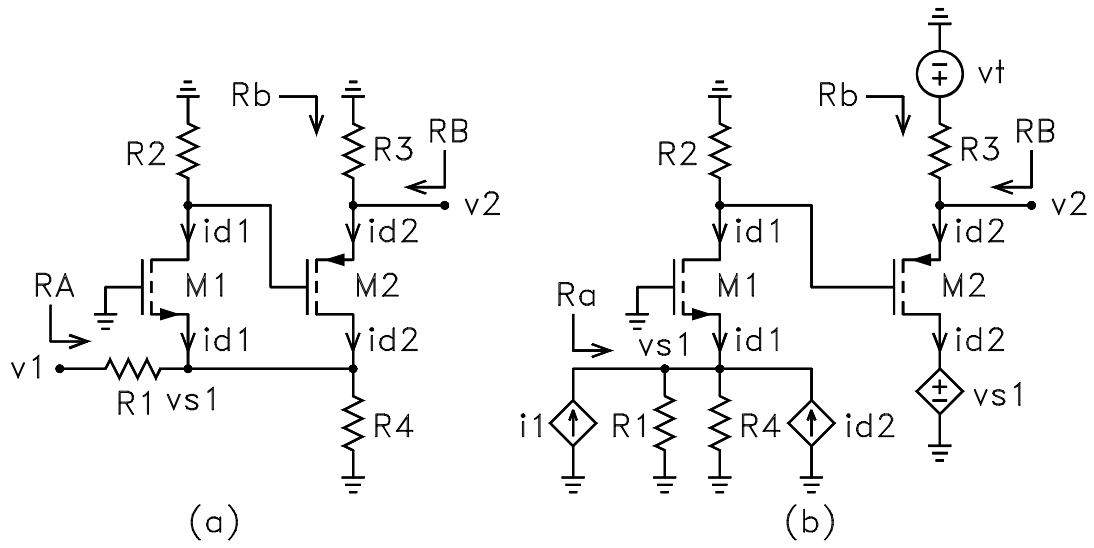 Rb
RB
R2
R3
v2
id1
id2
RA
M1
M2
id1
id2
v1
R1
vs1
R4
(a)
vt
Rb
RB
R2
R3
v2
id1
id2
M1
M2
Ra
vs1
id1
id2
vs1
i1
R1
R4
id2
(b)